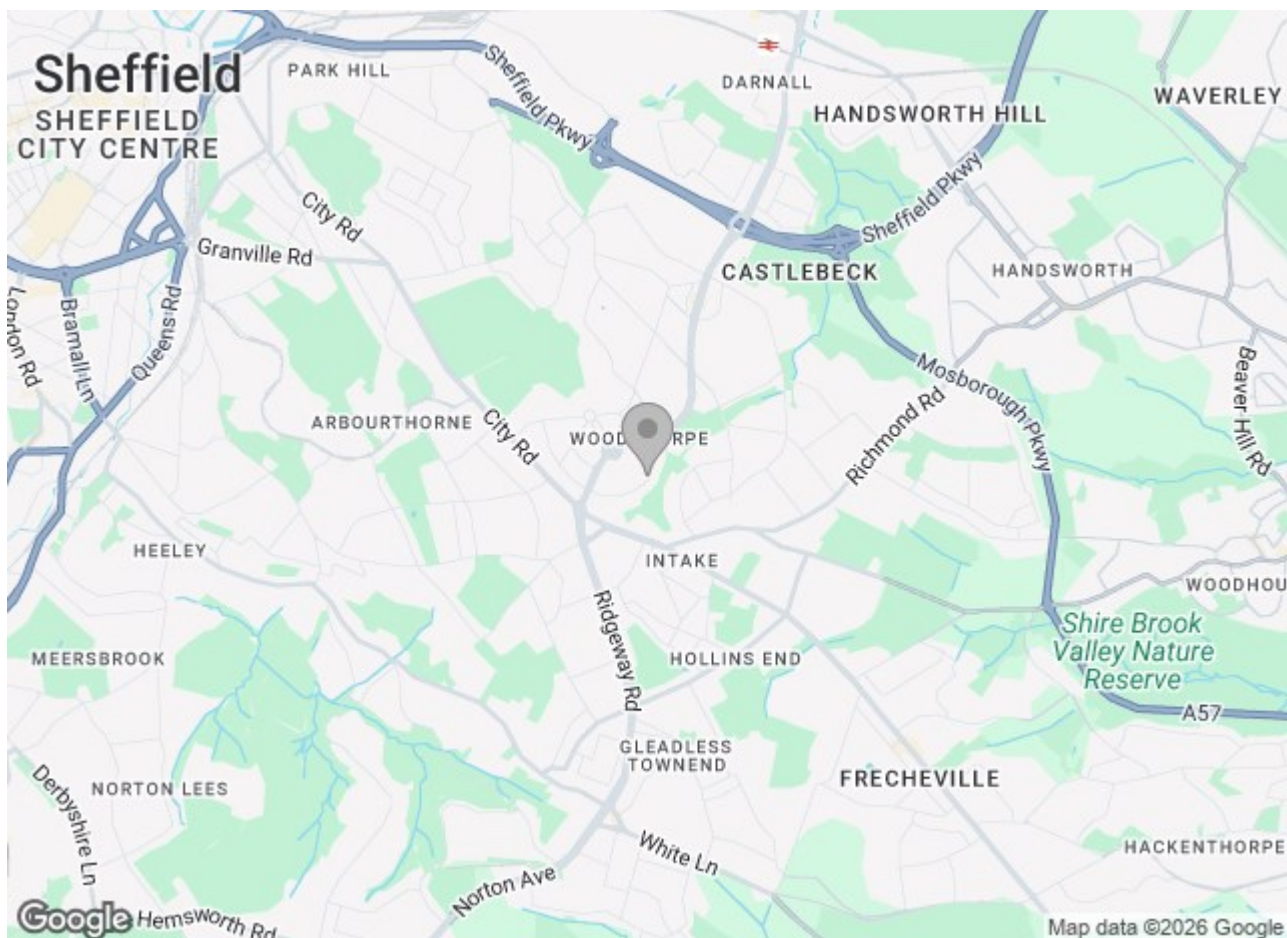 Sheffield
SHEFFIELD
CITY CENTRE
PARK HILL
Sheffield Pkwy
DARNALL
HANDSWORTH HILL
WAVERLEY
City Rd
Granville Rd
Sheffield Pkwy
CASTLEBECK
HANDSWORTH
London Rd
Bramall Ln
Queens Rd
Mosborough Pkwy
Beaver Hill Rd
ARBOURTHORNE
City Rd
WOOD RPE
Richmond Rd
HEELEY
INTAKE
WOODHOU
Ridgeway Rd
Shire Brook
Valley Nature
Reserve
MEERSBROOK
HOLLINS END
A57
GLEADLESS
TOWNEND
FRECHEVILLE
Derbyshire Ln
NORTON LEES
White Ln
HACKENTHORPE
Norton Ave
Google
Hemsworth Rd
Map data ©2026 Google